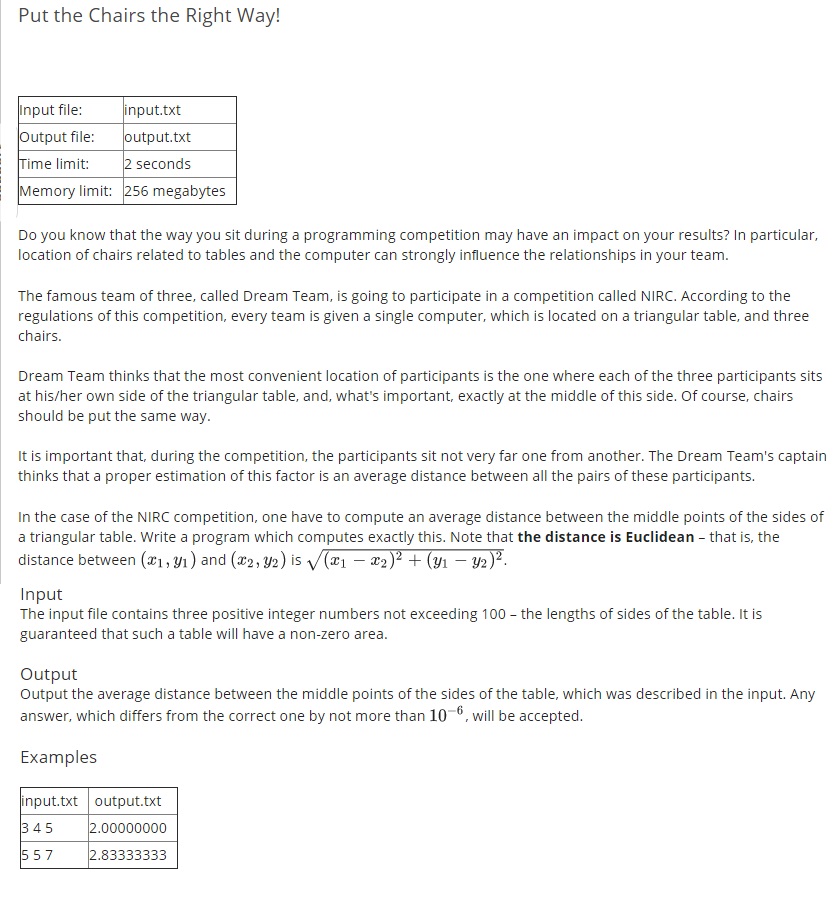 Put the Chairs the Right Way!
Input file: input.txt
Output file: output.txt
Time limit: 2 seconds
Memory limit: 256 megabytes
Do you know that the way you sit during a programming competition may have an impact on your results? In particular,
location of chairs related to tables and the computer can strongly influence the relationships in your team.
The famous team of three, called Dream Team, is going to participate in a competition called NIRC. According to the
regulations of this competition, every team is given a single computer, which is located on a triangular table, and three
chairs.
Dream Team thinks that the most convenient location of participants is the one where each of the three participants sits
at his/her own side of the triangular table, and, what's important, exactly at the middle of this side. Of course, chairs
should be put the same way.
It is important that, during the competition, the participants sit not very far one from another. The Dream Team's captain
thinks that a proper estimation of this factor is an average distance between all the pairs of these participants.
In the case of the NIRC competition, one have to compute an average distance between the middle points of the sides of
a triangular table. Write a program which computes exactly this. Note that the distance is Euclidean – that is, the
distance between (x₁, y₁) and (x₂, y₂) is √(x₁ − x₂)² + (y₁ − y₂)².
Input
The input file contains three positive integer numbers not exceeding 100 – the lengths of sides of the table. It is
guaranteed that such a table will have a non-zero area.
Output
Output the average distance between the middle points of the sides of the table, which was described in the input. Any
answer, which differs from the correct one by not more than 10⁻⁶, will be accepted.
Examples
input.txt output.txt
3 4 5 2.00000000
5 5 7 2.83333333